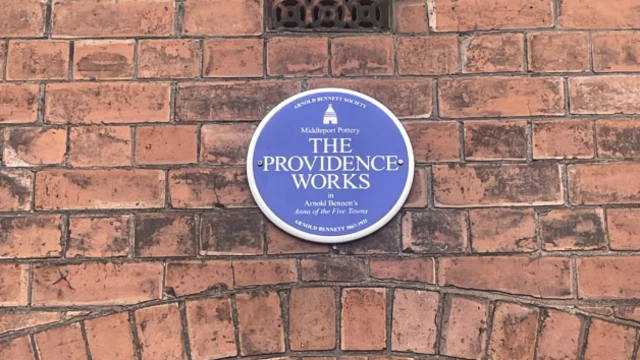 ARNOLD BENNETT SOCIETY
Middleport Pottery
THE
PROVIDENCE
WORKS
in
Arnold Bennett's
Anna of the Five Towns
ARNOLD BENNETT 1867-1931